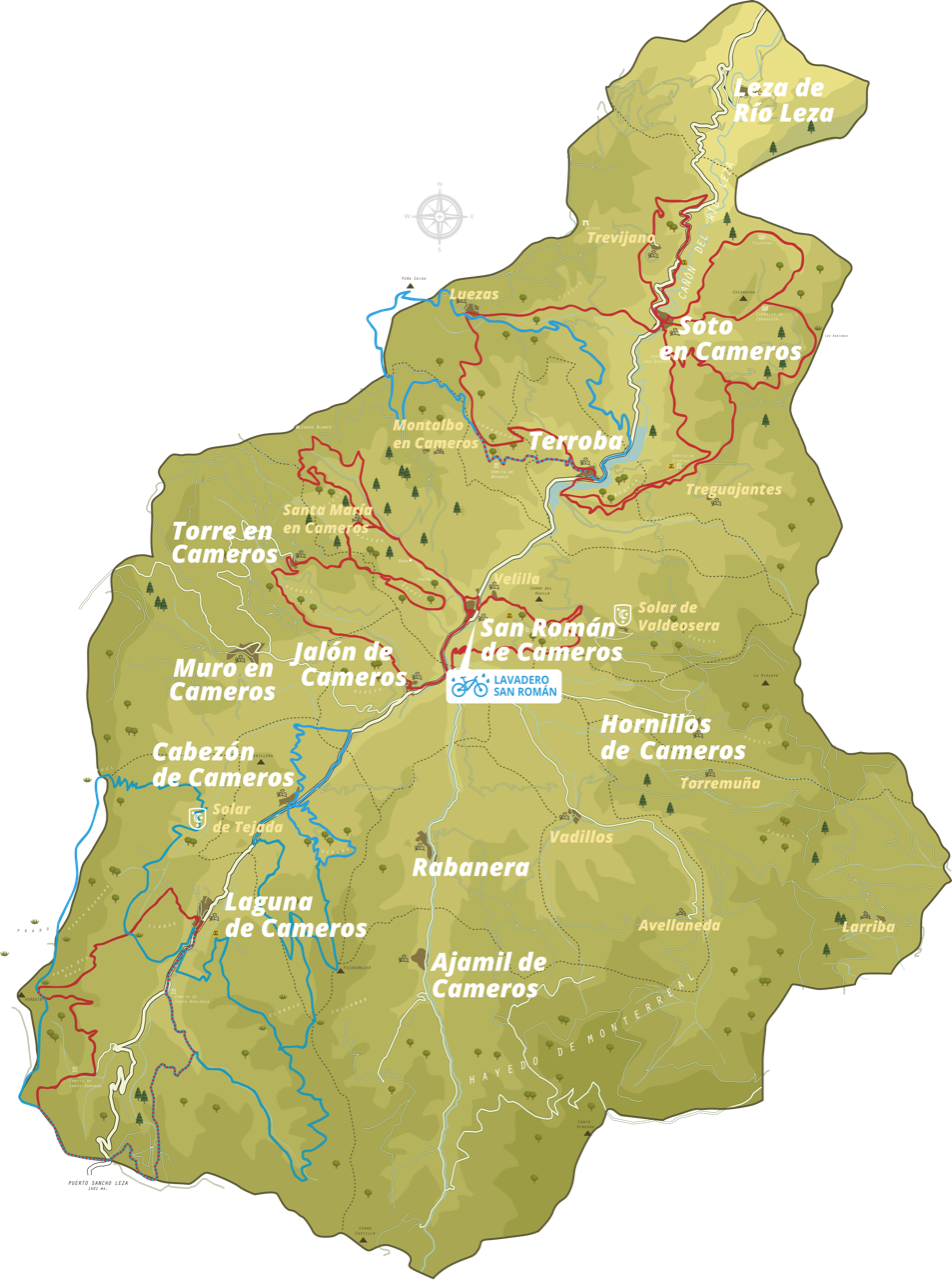 Leza de
Río Leza
CAÑÓN DEL RÍO LEZA
N
W
E
S
Trevijano
Luezas
Soto
en Cameros
Montalbo
en Cameros
Terroba
Treguajantes
Santa María
en Cameros
Torre en
Cameros
Velilla
Solar de
Valdeosera
San Román
de Cameros
Jalón de
Cameros
Muro en
Cameros
LAVADERO
SAN ROMÁN
Hornillos
de Cameros
Cabezón
de Cameros
Torremuña
Solar
de Tejada
Vadillos
Rabanera
Laguna
de Cameros
Avellaneda
Larriba
Ajamil de
Cameros
HAYEDO DE MONTERREAL
PUERTO SANCHO LEZA